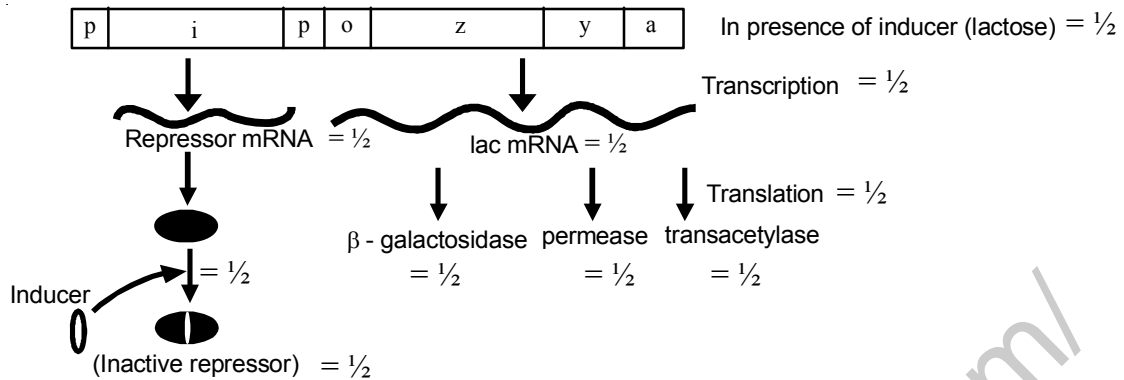 p i p o z y a In presence of inducer (lactose) = ½
Transcription = ½
Repressor mRNA = ½ lac mRNA = ½
Translation = ½
β - galactosidase permease transacetylase
= ½ = ½ = ½
= ½
Inducer
(Inactive repressor) = ½
m/